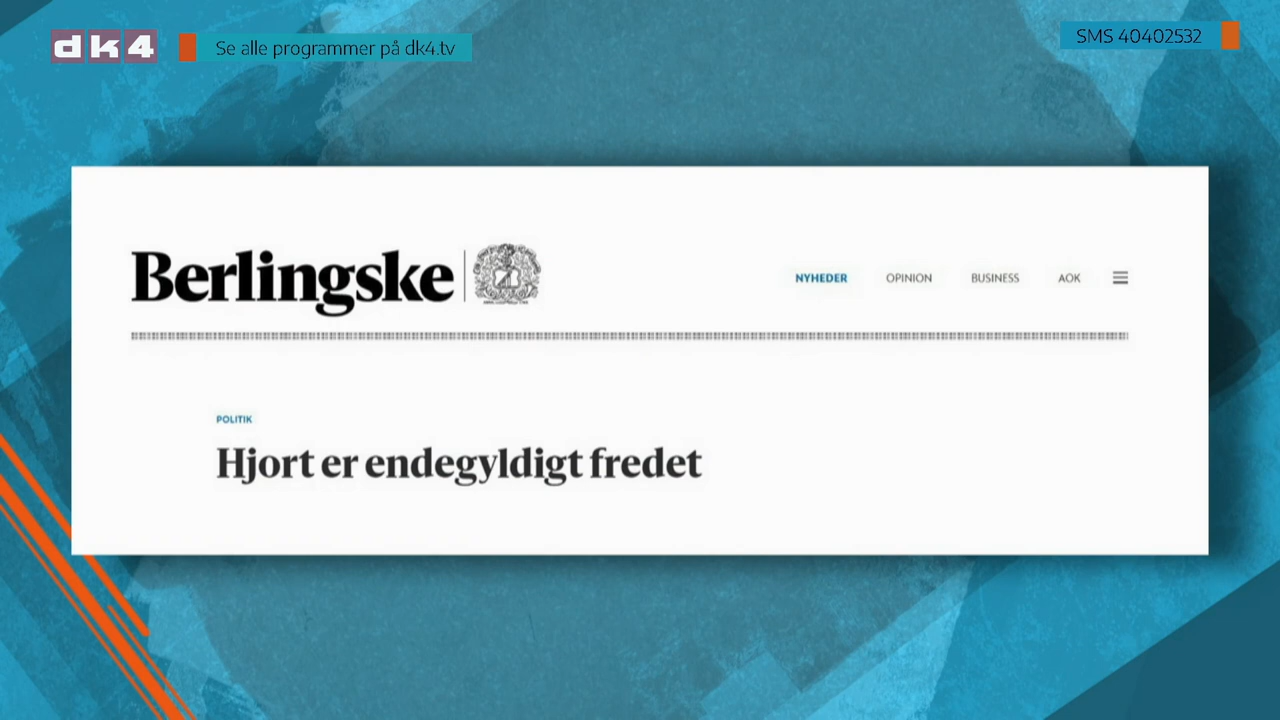 dk4
Se alle programmer på dk4.tv
SMS 40402532
Berlingske
NYHEDER OPINION BUSINESS AOK
POLITIK
Hjort er endegyldigt fredet